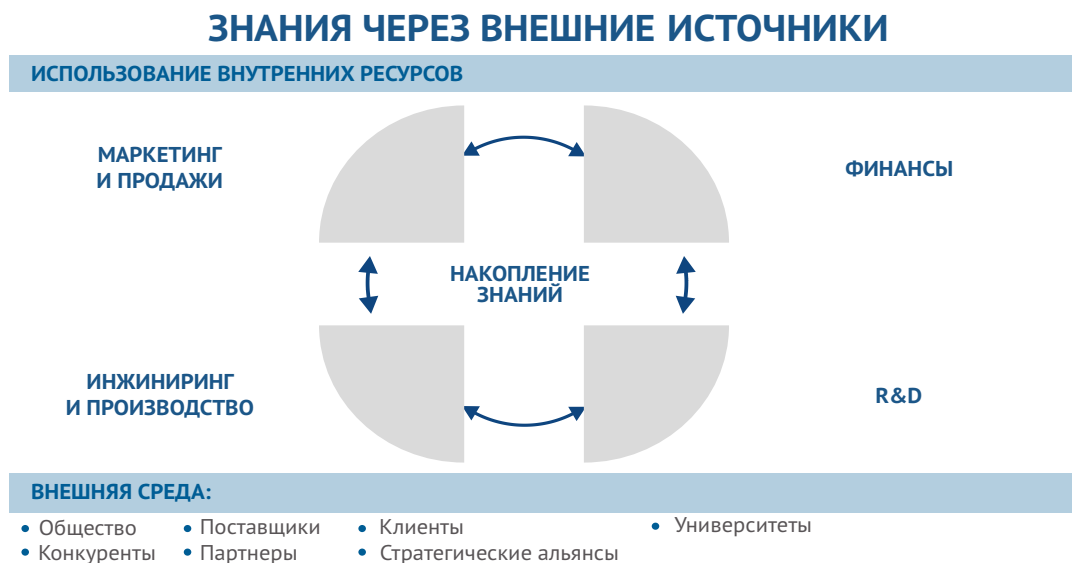 ЗНАНИЯ ЧЕРЕЗ ВНЕШНИЕ ИСТОЧНИКИ
ИСПОЛЬЗОВАНИЕ ВНУТРЕННИХ РЕСУРСОВ
МАРКЕТИНГ
И ПРОДАЖИ
ФИНАНСЫ
НАКОПЛЕНИЕ
ЗНАНИЙ
ИНЖИНИРИНГ
И ПРОИЗВОДСТВО
R&D
ВНЕШНЯЯ СРЕДА:
• Общество
• Конкуренты
• Поставщики
• Партнеры
• Клиенты
• Стратегические альянсы
• Университеты